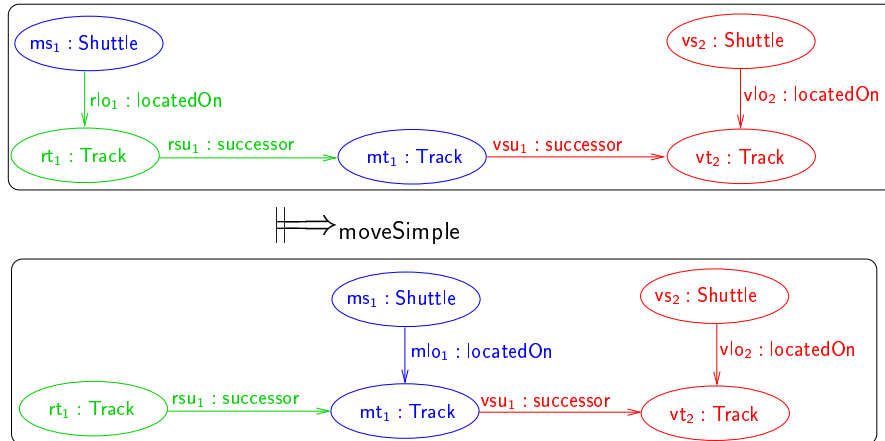 ms₁ : Shuttle
vs₂ : Shuttle
rlo₁ : locatedOn
vlo₂ : locatedOn
rt₁ : Track
rsu₁ : successor
mt₁ : Track
vsu₁ : successor
vt₂ : Track
moveSimple
ms₁ : Shuttle
vs₂ : Shuttle
mlo₁ : locatedOn
vlo₂ : locatedOn
rt₁ : Track
rsu₁ : successor
mt₁ : Track
vsu₁ : successor
vt₂ : Track